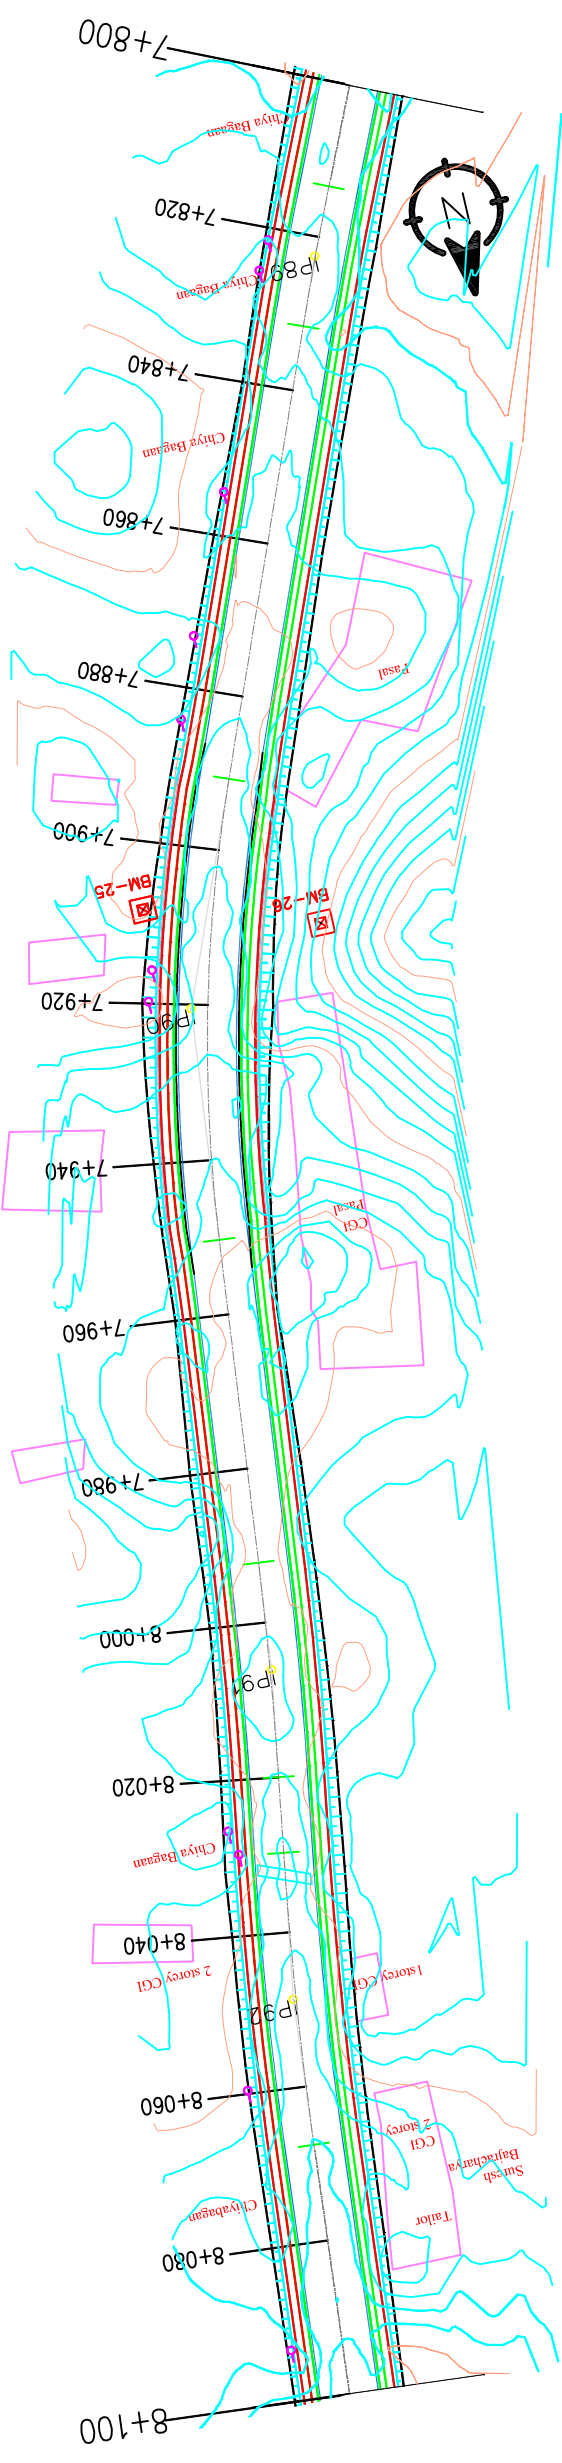 7+800
Chiya Bagaan
7+820
N
IP89
Chiya Bagaan
7+840
Chiya Bagaan
7+860
Pasal
7+880
7+900
BM-25
BM-26
7+920
IP90
7+940
Pasal
CGI
7+960
7+980
8+000
IP91
8+020
Chiya Bagaan
8+040
2 storey CGI
1storey CGI
IP92
8+060
2 storey
CGI
Suresh
Bajracharya
Chiyabagan
Tailor
8+080
8+100